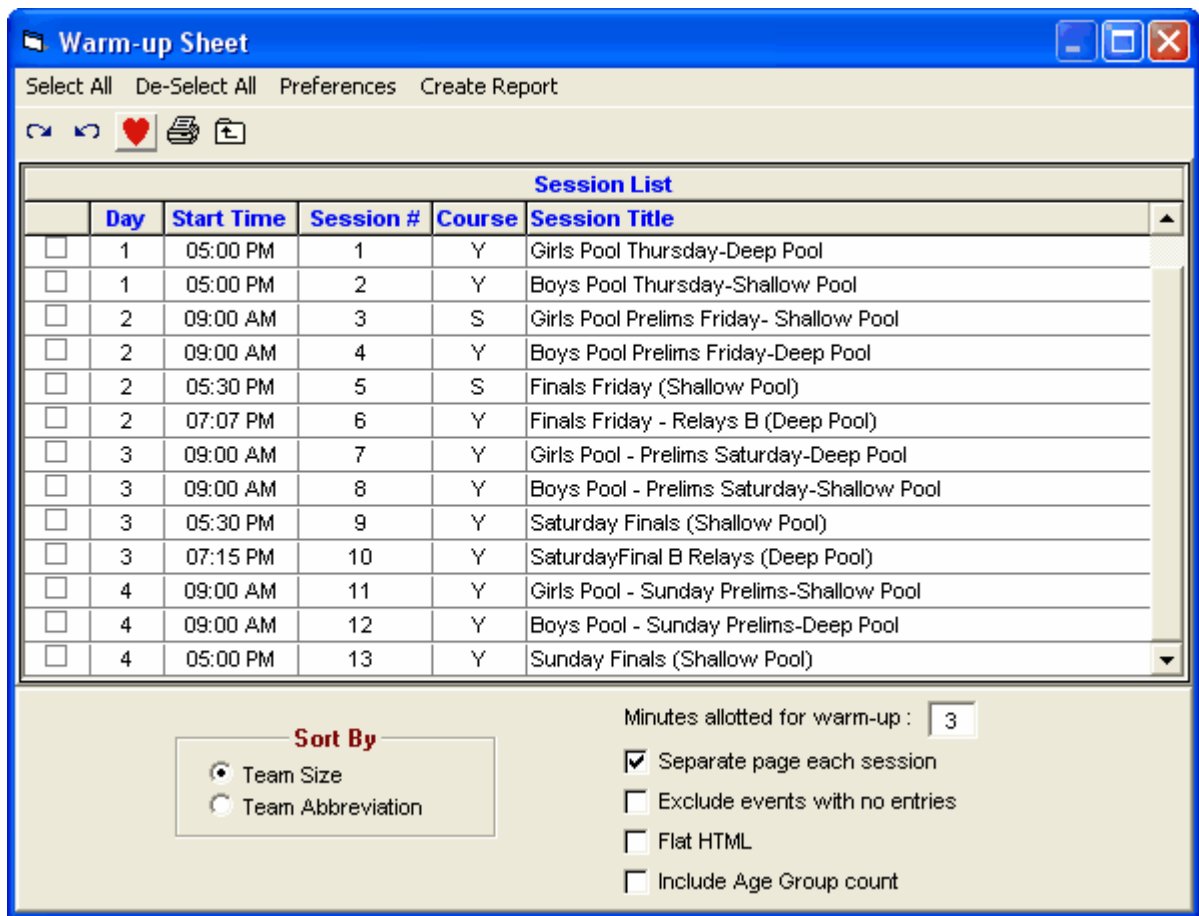 Warm-up Sheet
Select All De-Select All Preferences Create Report
Session List
Day Start Time Session # Course Session Title
1 05:00 PM 1 Y Girls Pool Thursday-Deep Pool
1 05:00 PM 2 Y Boys Pool Thursday-Shallow Pool
2 09:00 AM 3 S Girls Pool Prelims Friday- Shallow Pool
2 09:00 AM 4 Y Boys Pool Prelims Friday-Deep Pool
2 05:30 PM 5 S Finals Friday (Shallow Pool)
2 07:07 PM 6 Y Finals Friday - Relays B (Deep Pool)
3 09:00 AM 7 Y Girls Pool - Prelims Saturday-Deep Pool
3 09:00 AM 8 Y Boys Pool - Prelims Saturday-Shallow Pool
3 05:30 PM 9 Y Saturday Finals (Shallow Pool)
3 07:15 PM 10 Y SaturdayFinal B Relays (Deep Pool)
4 09:00 AM 11 Y Girls Pool - Sunday Prelims-Shallow Pool
4 09:00 AM 12 Y Boys Pool - Sunday Prelims-Deep Pool
4 05:00 PM 13 Y Sunday Finals (Shallow Pool)
Sort By
Team Size
Team Abbreviation
Minutes allotted for warm-up : 3
Separate page each session
Exclude events with no entries
Flat HTML
Include Age Group count